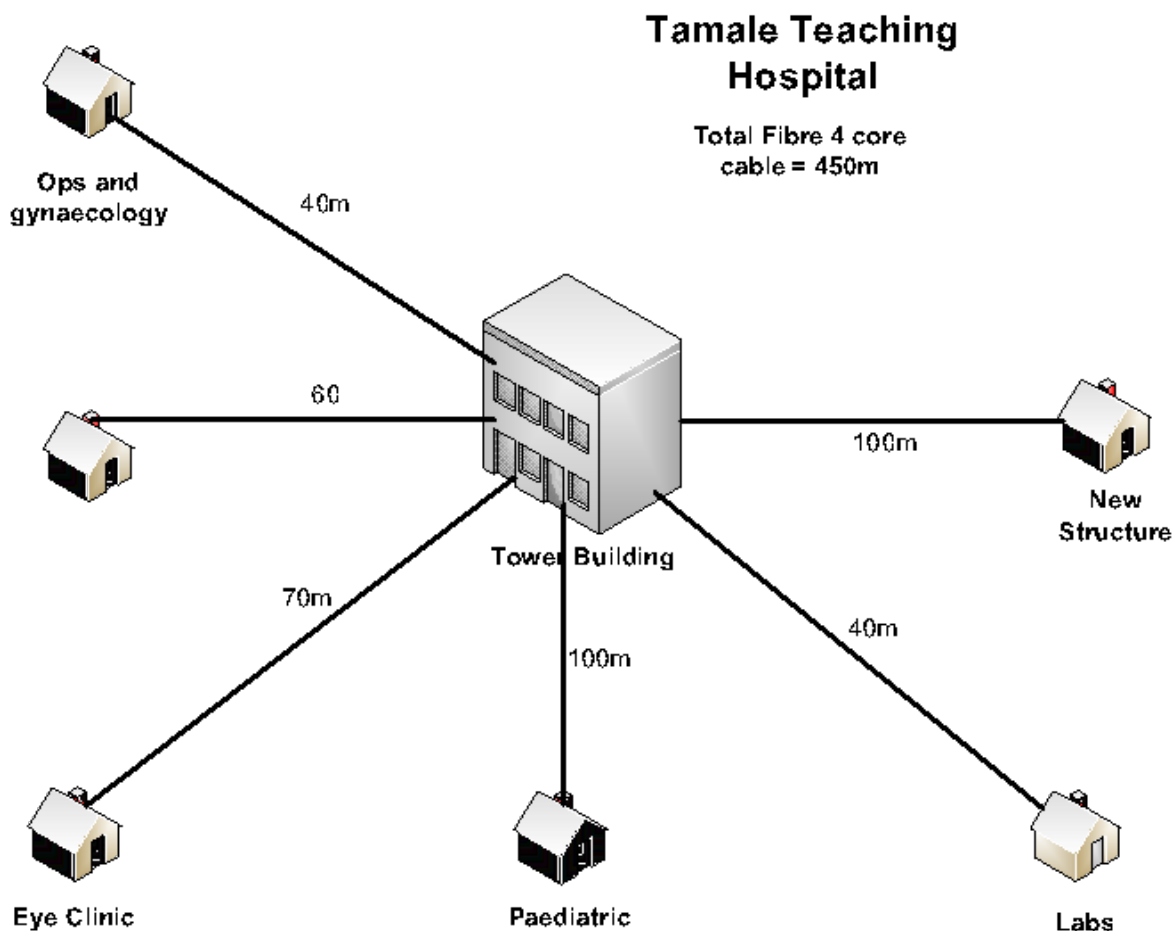 Tamale Teaching
Hospital
Total Fibre 4 core
cable = 450m
Ops and
gynaecology
40m
60
100m
New
Structure
Tower Building
70m
100m
40m
Eye Clinic
Paediatric
Labs